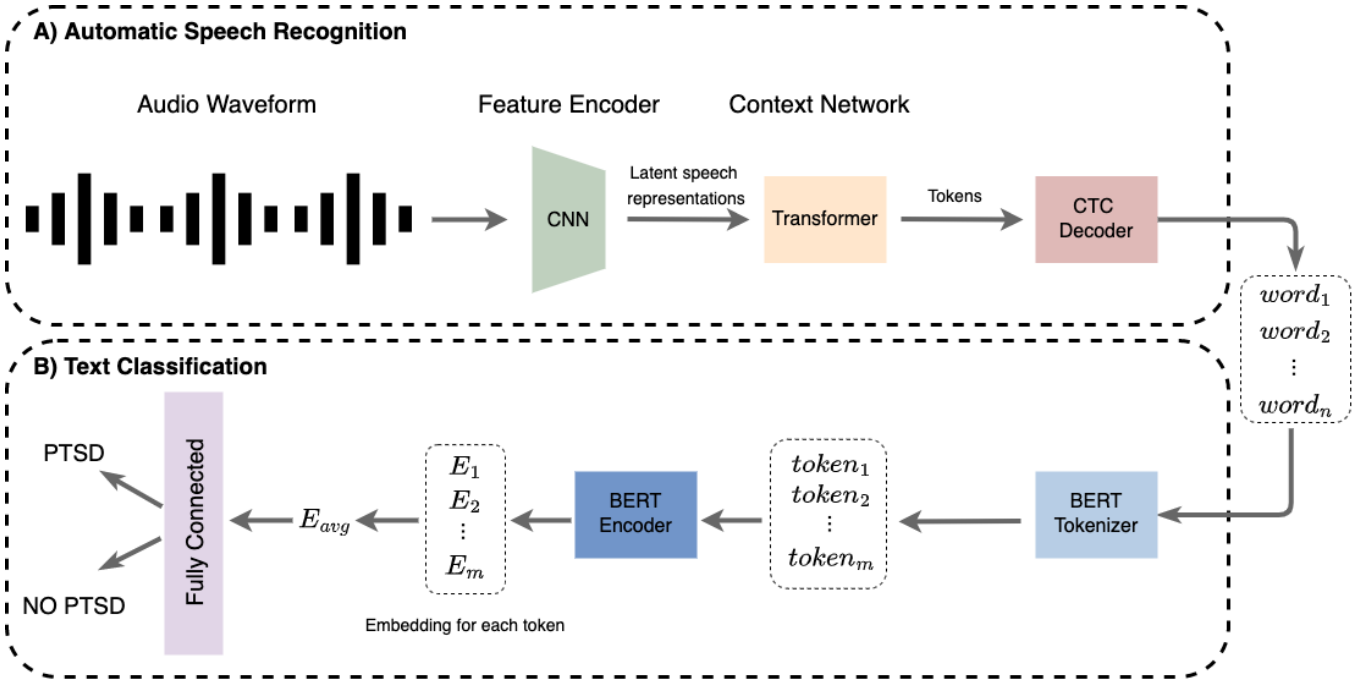 A) Automatic Speech Recognition
Audio Waveform
Feature Encoder
Context Network
CNN
Latent speech
representations
Transformer
Tokens
CTC
Decoder
word₁
word₂
⋮
wordₙ
B) Text Classification
BERT
Tokenizer
token₁
token₂
⋮
tokenₘ
BERT
Encoder
E₁
E₂
⋮
Eₘ
Embedding for each token
E_avg
Fully Connected
PTSD
NO PTSD